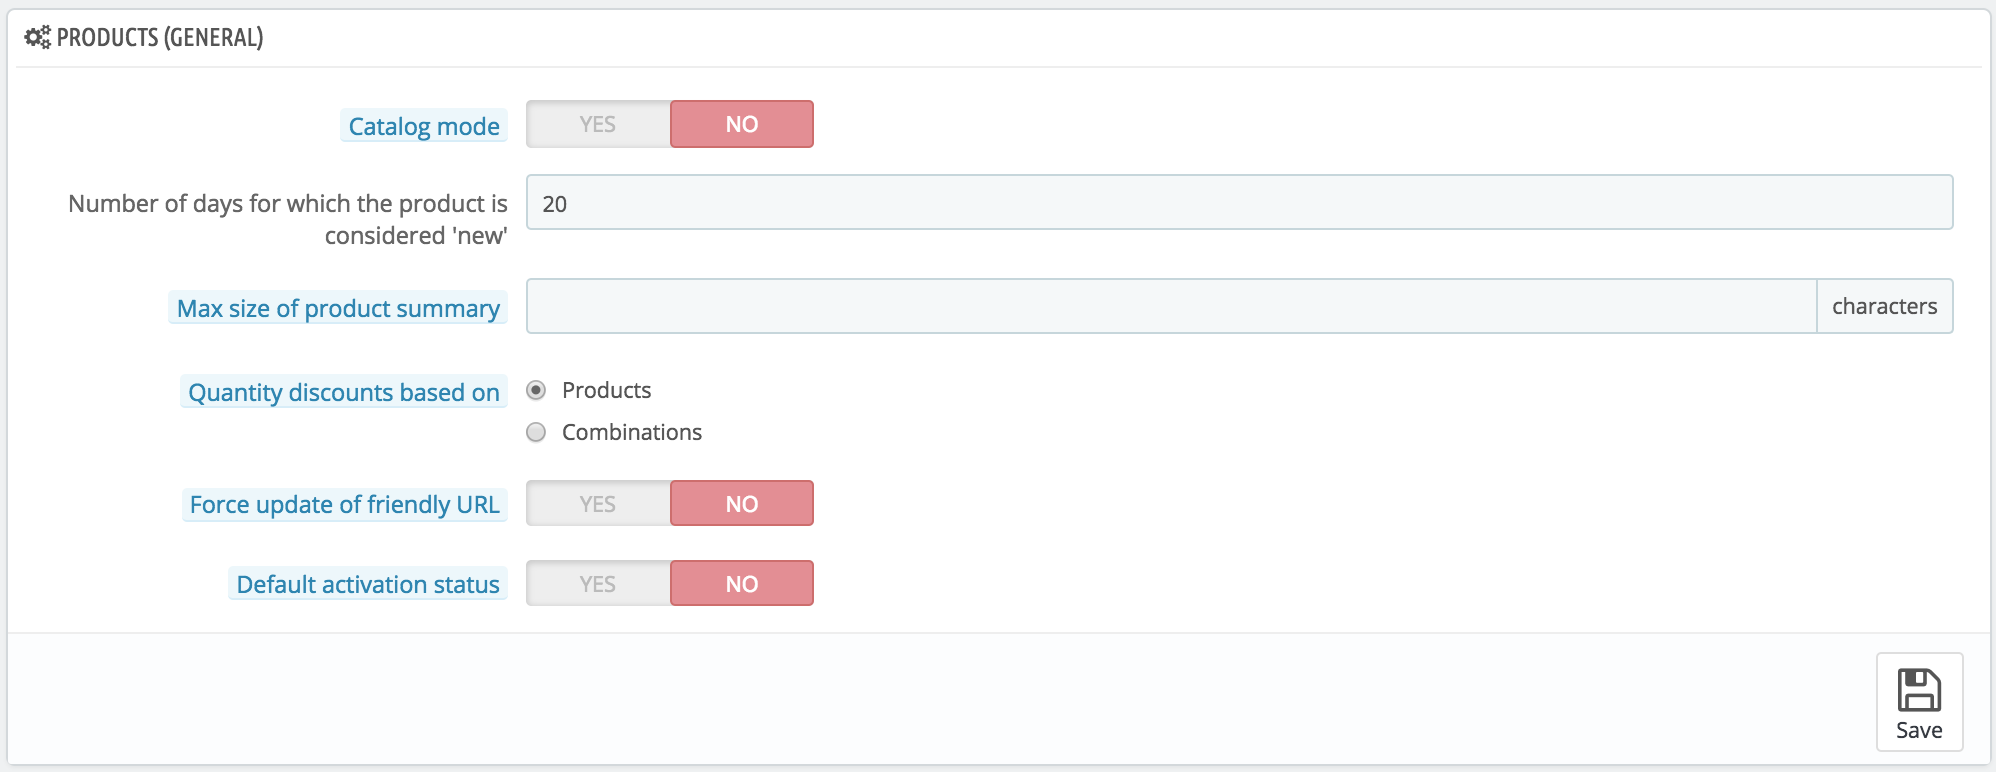 PRODUCTS (GENERAL)
Catalog mode YES NO
Number of days for which the product is
considered 'new'
20
Max size of product summary characters
Quantity discounts based on Products
Combinations
Force update of friendly URL YES NO
Default activation status YES NO
Save